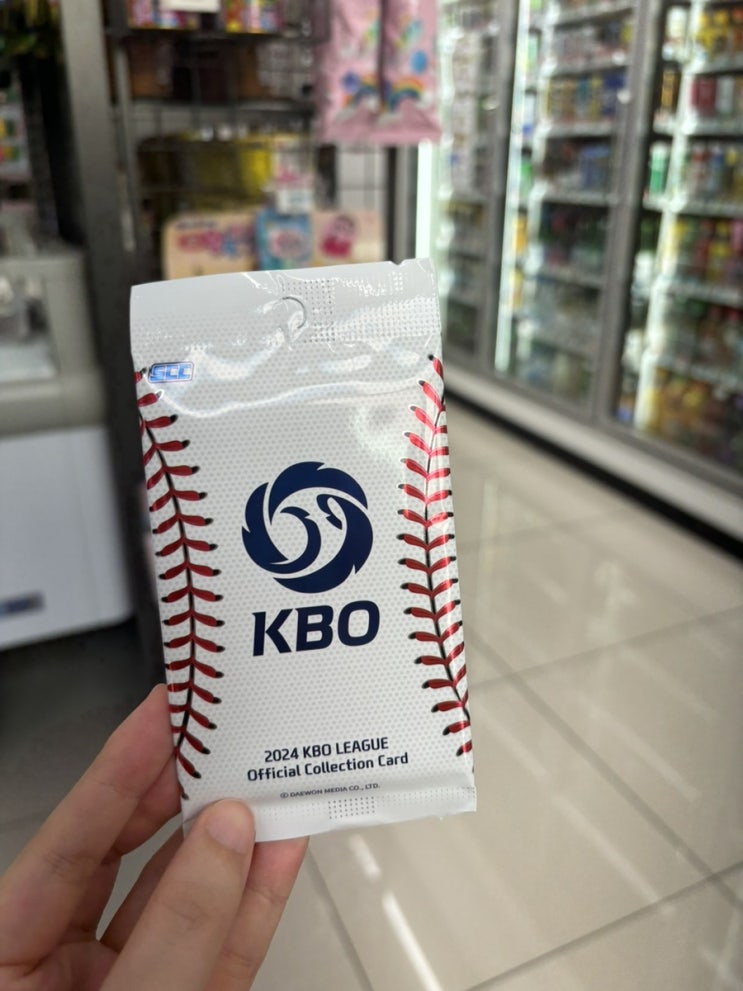 SCC
KBO
2024 KBO LEAGUE
Official Collection Card
© DAEWON MEDIA CO., LTD.